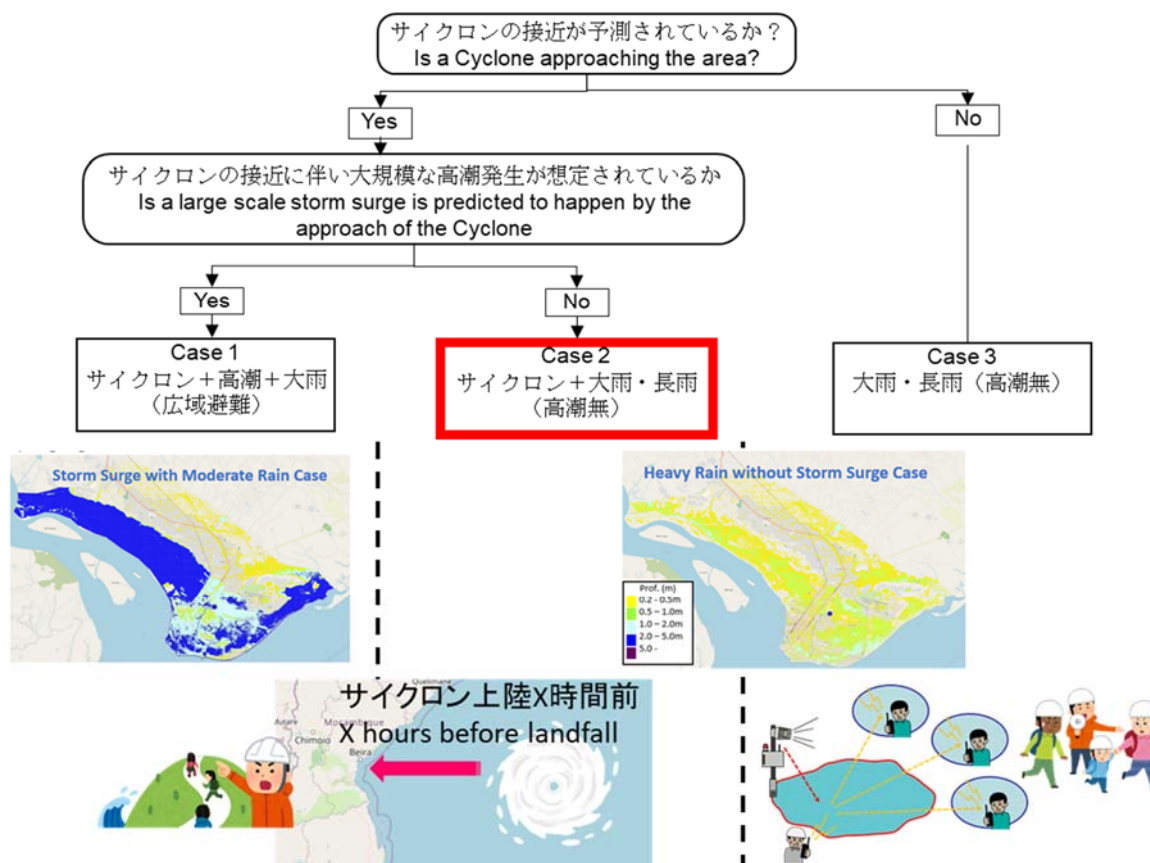 サイクロンの接近が予測されているか？
Is a Cyclone approaching the area?
Yes
No
サイクロンの接近に伴い大規模な高潮発生が想定されているか
Is a large scale storm surge is predicted to happen by the
approach of the Cyclone
Yes
No
Case 1
サイクロン＋高潮＋大雨
（広域避難）
Case 2
サイクロン＋大雨・長雨
（高潮無）
Case 3
大雨・長雨（高潮無）
Storm Surge with Moderate Rain Case
Heavy Rain without Storm Surge Case
Prof. (m)
0.2 - 0.5m
0.5 – 1.0m
1.0 – 2.0m
2.0 – 5.0m
5.0 -
サイクロン上陸X時間前
X hours before landfall
Quelimane
Mutare
Moçambique
Chimoio
Beira